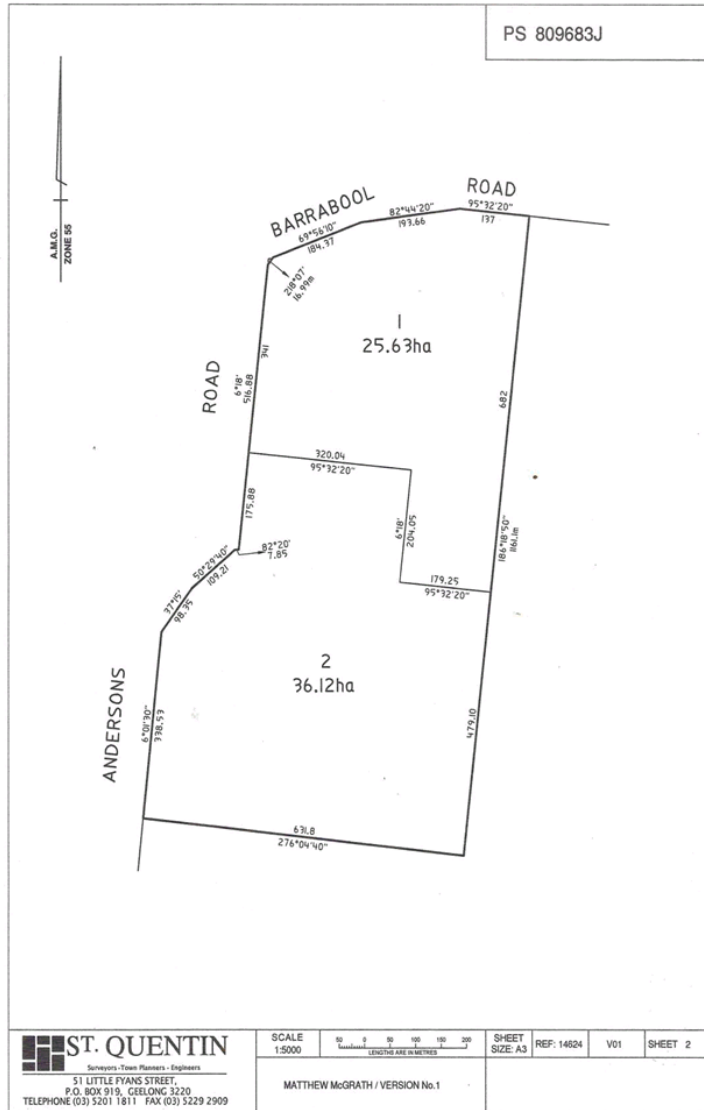 PS 809683J
A.M.G.
ZONE 55
BARRABOOL
ROAD
69°56'10"
184.37
82°44'20"
193.66
95°32'20"
137
218°07'
16.99m
1
25.63ha
ROAD
341
6°18'
516.88
682
320.04
95°32'20"
175.88
6°18'
204.05
186°18'50"
1161.1m
82°20'
7.85
50°29'40"
109.21
179.25
95°32'20"
37°15'
98.35
2
36.12ha
ANDERSONS
6°01'30"
338.53
479.10
631.8
276°04'40"
ST. QUENTIN
Surveyors - Town Planners - Engineers
51 LITTLE FYANS STREET,
P.O. BOX 919, GEELONG 3220
TELEPHONE (03) 5201 1811 FAX (03) 5229 2909
SCALE
1:5000
50 0 50 100 150 200
LENGTHS ARE IN METRES
SHEET
SIZE: A3
REF: 14624
V01
SHEET 2
MATTHEW McGRATH / VERSION No.1